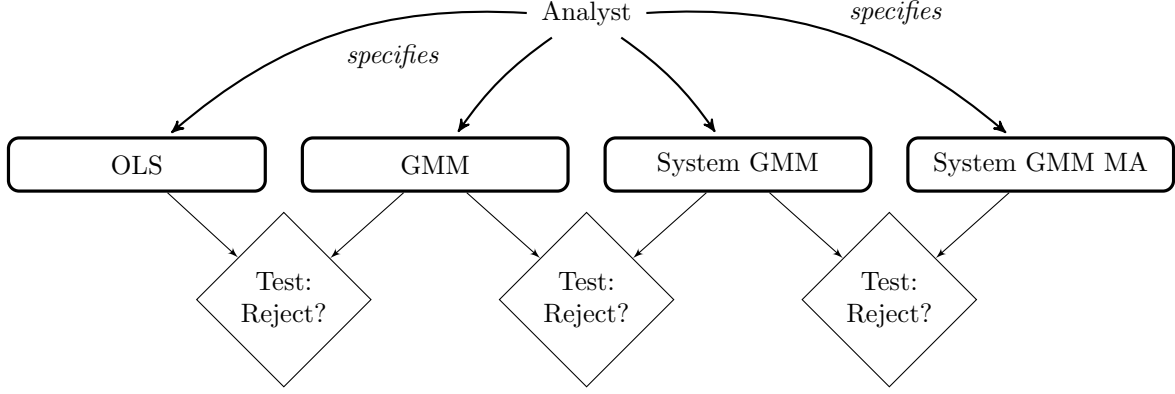 Analyst
specifies
specifies
OLS
GMM
System GMM
System GMM MA
Test:
Reject?
Test:
Reject?
Test:
Reject?